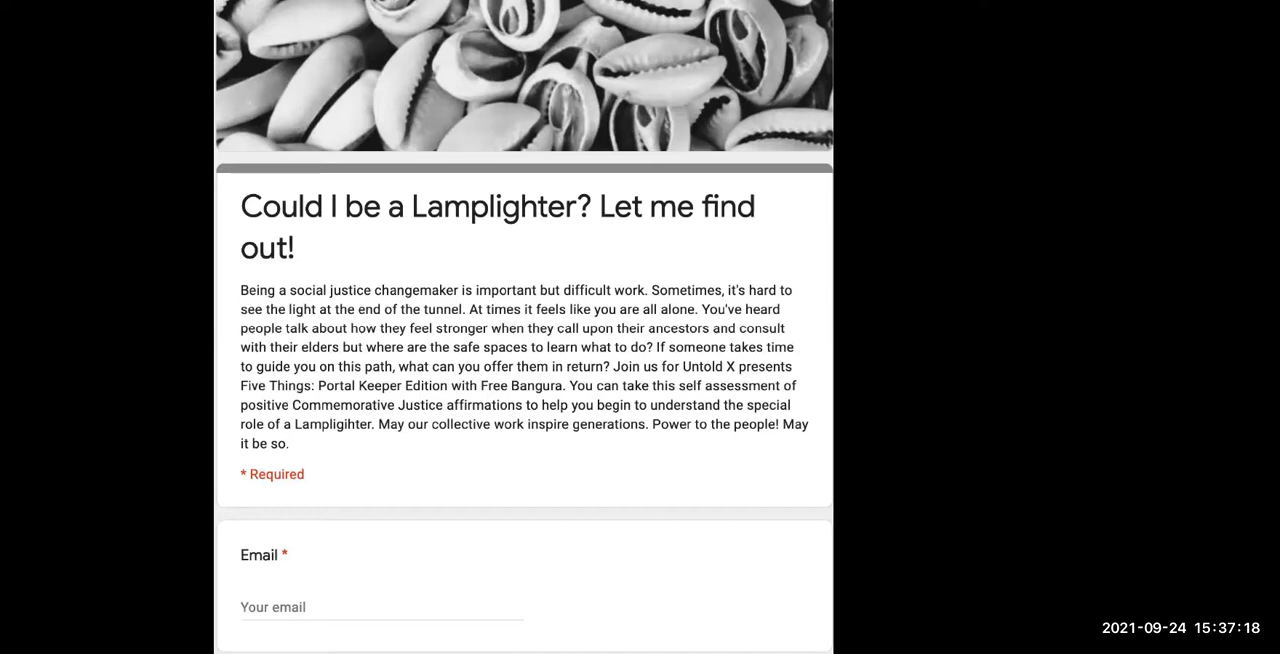 Could I be a Lamplighter? Let me find
out!
Being a social justice changemaker is important but difficult work. Sometimes, it's hard to
see the light at the end of the tunnel. At times it feels like you are all alone. You've heard
people talk about how they feel stronger when they call upon their ancestors and consult
with their elders but where are the safe spaces to learn what to do? If someone takes time
to guide you on this path, what can you offer them in return? Join us for Untold X presents
Five Things: Portal Keeper Edition with Free Bangura. You can take this self assessment of
positive Commemorative Justice affirmations to help you begin to understand the special
role of a Lampligihter. May our collective work inspire generations. Power to the people! May
it be so.
* Required
Email *
Your email
2021-09-24 15:37:18